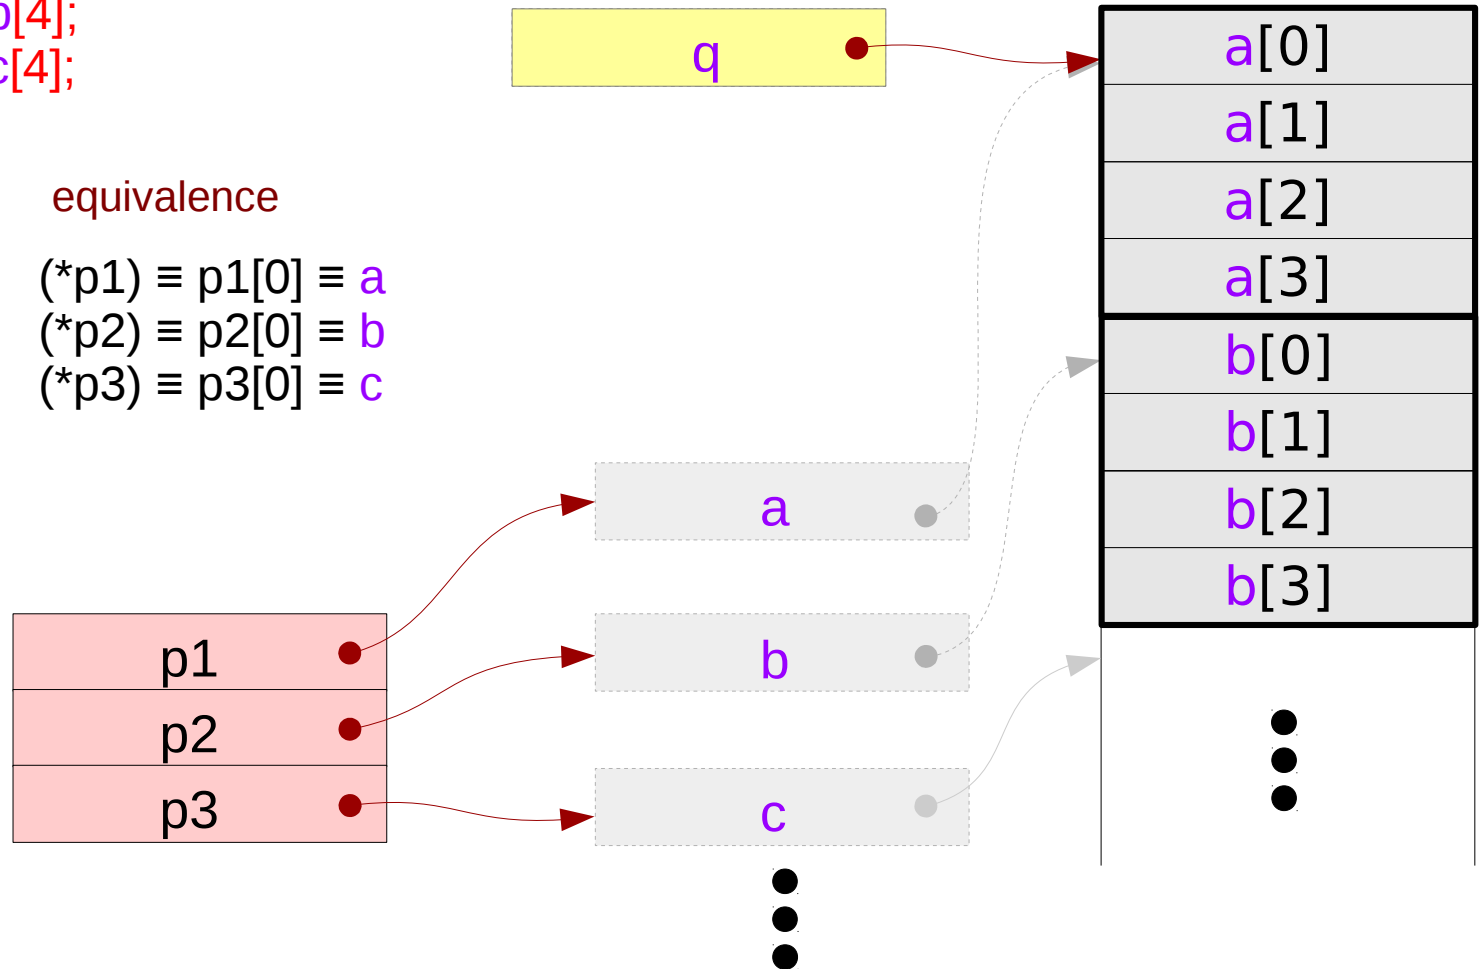 b[4];
c[4];
q
equivalence
(*p1) ≡ p1[0] ≡ a
(*p2) ≡ p2[0] ≡ b
(*p3) ≡ p3[0] ≡ c
a[0]
a[1]
a[2]
a[3]
b[0]
b[1]
b[2]
b[3]
a
b
c
p1
p2
p3